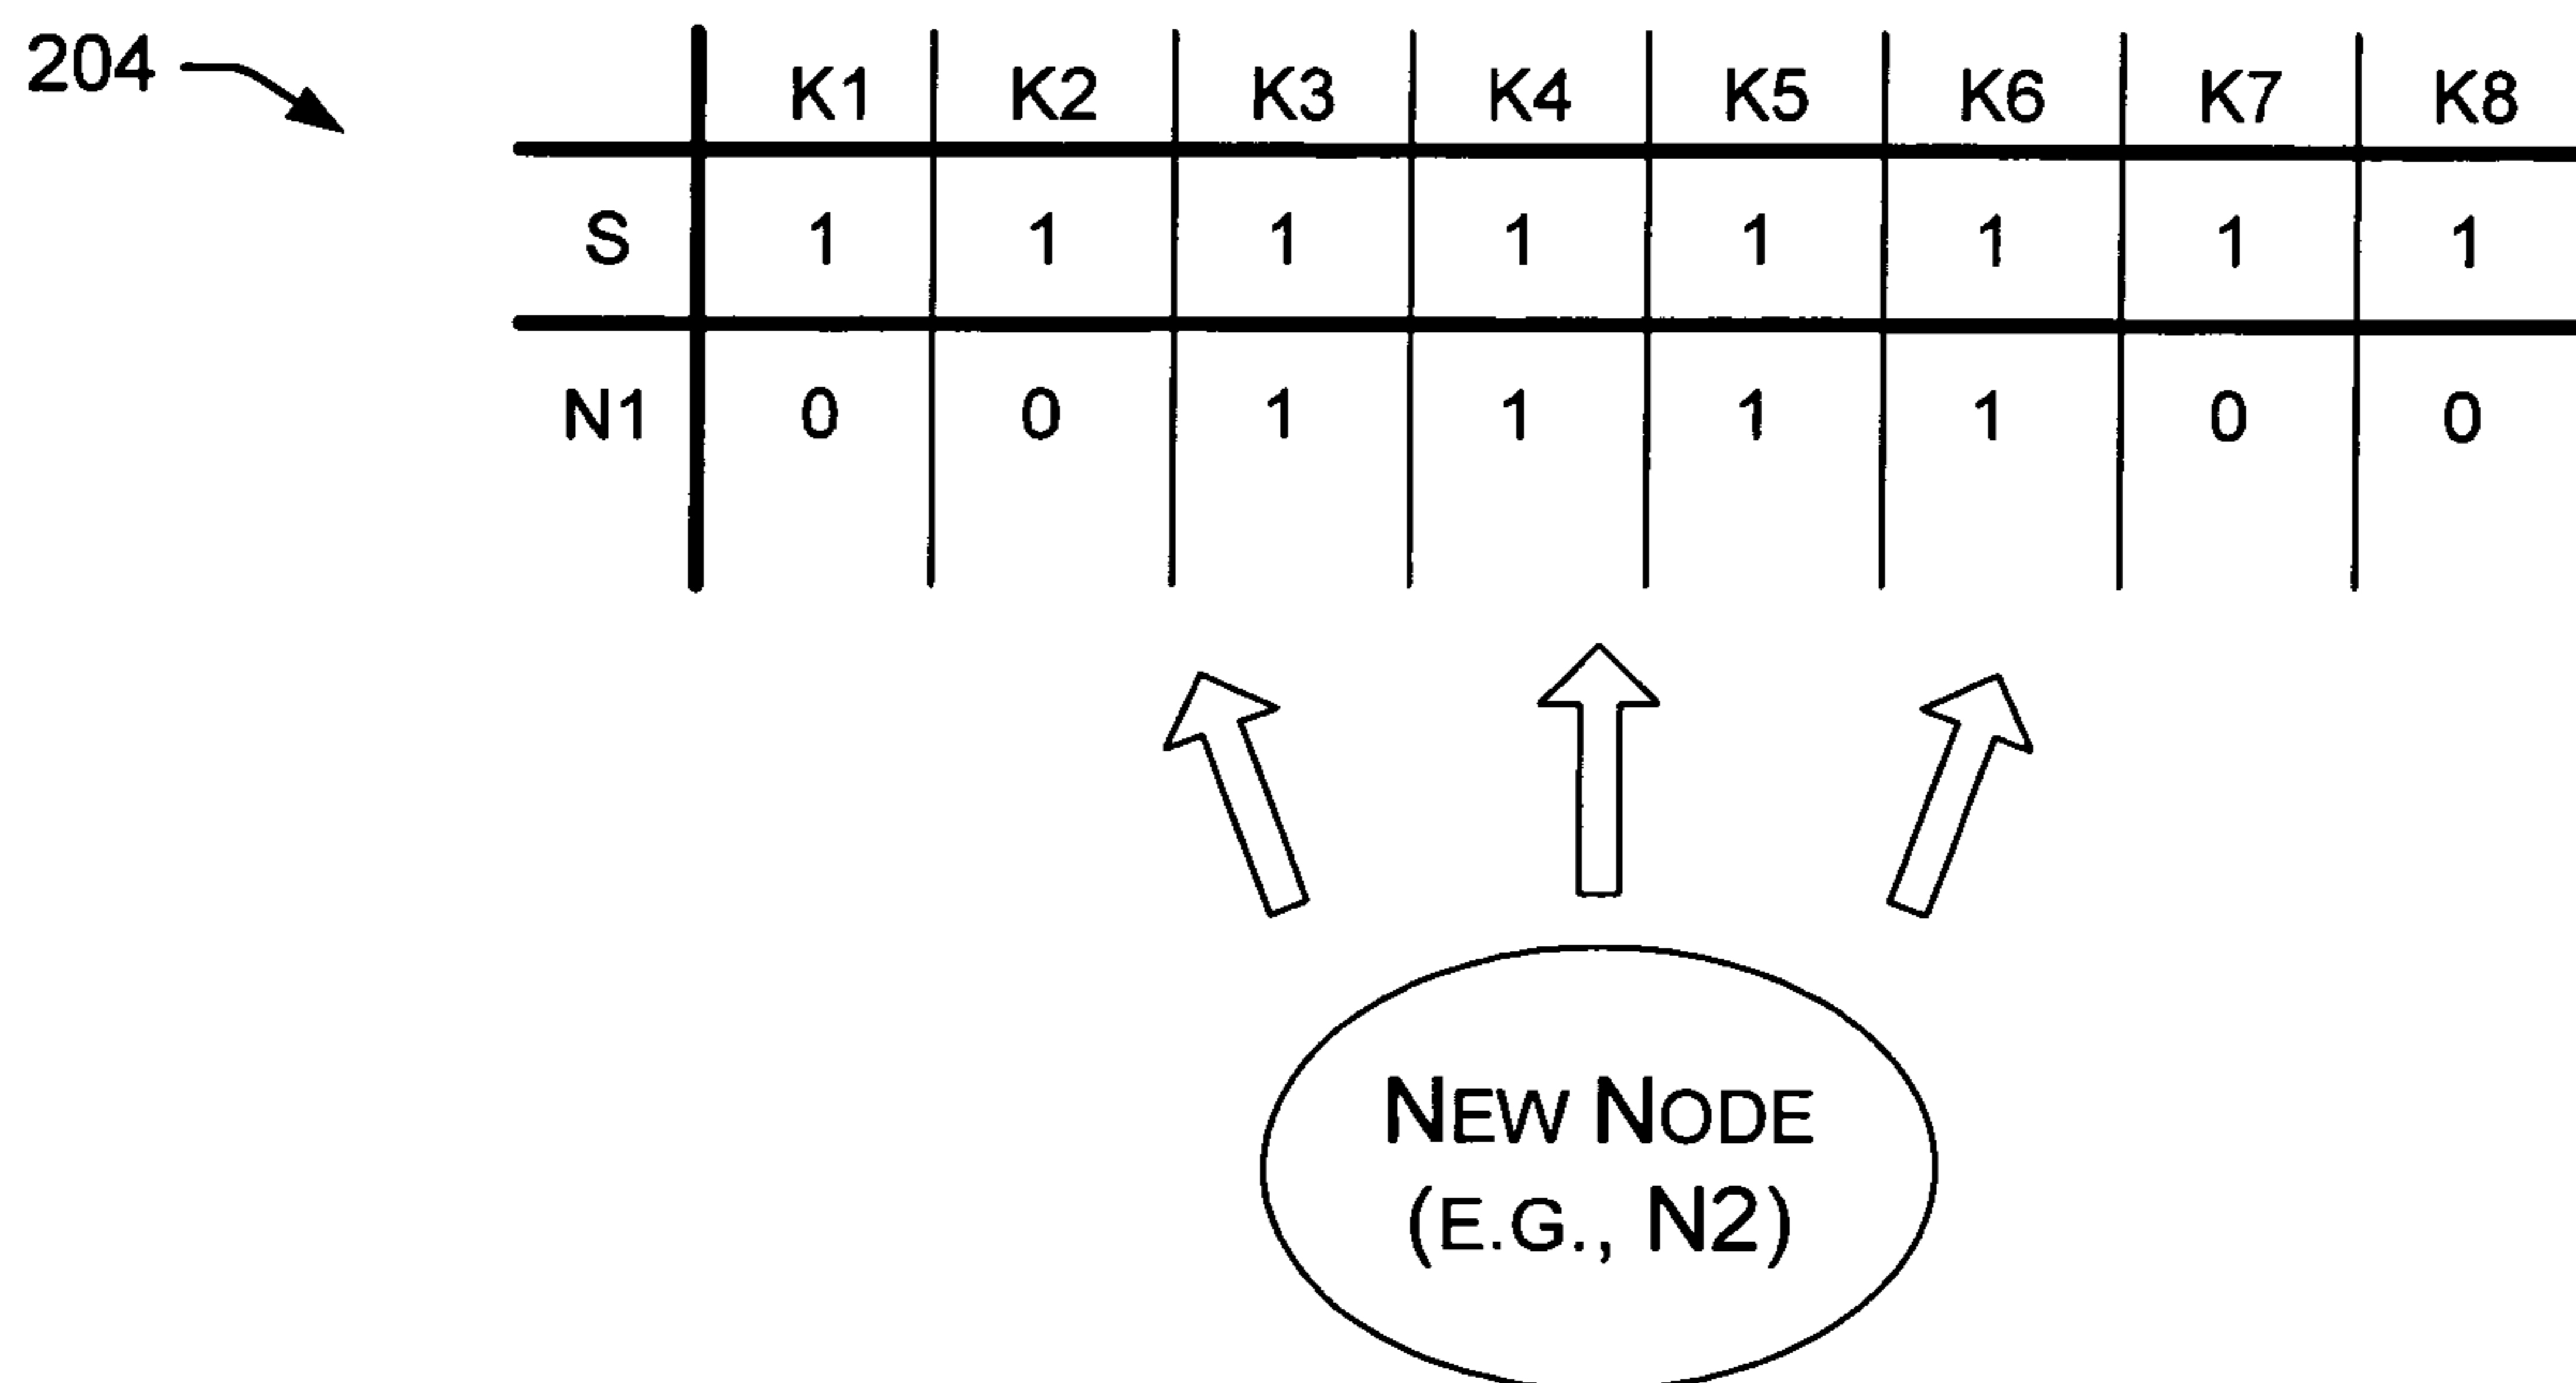 204
K1 K2 K3 K4 K5 K6 K7 K8
S 1 1 1 1 1 1 1 1
N1 0 0 1 1 1 1 0 0
NEW NODE
(E.G., N2)